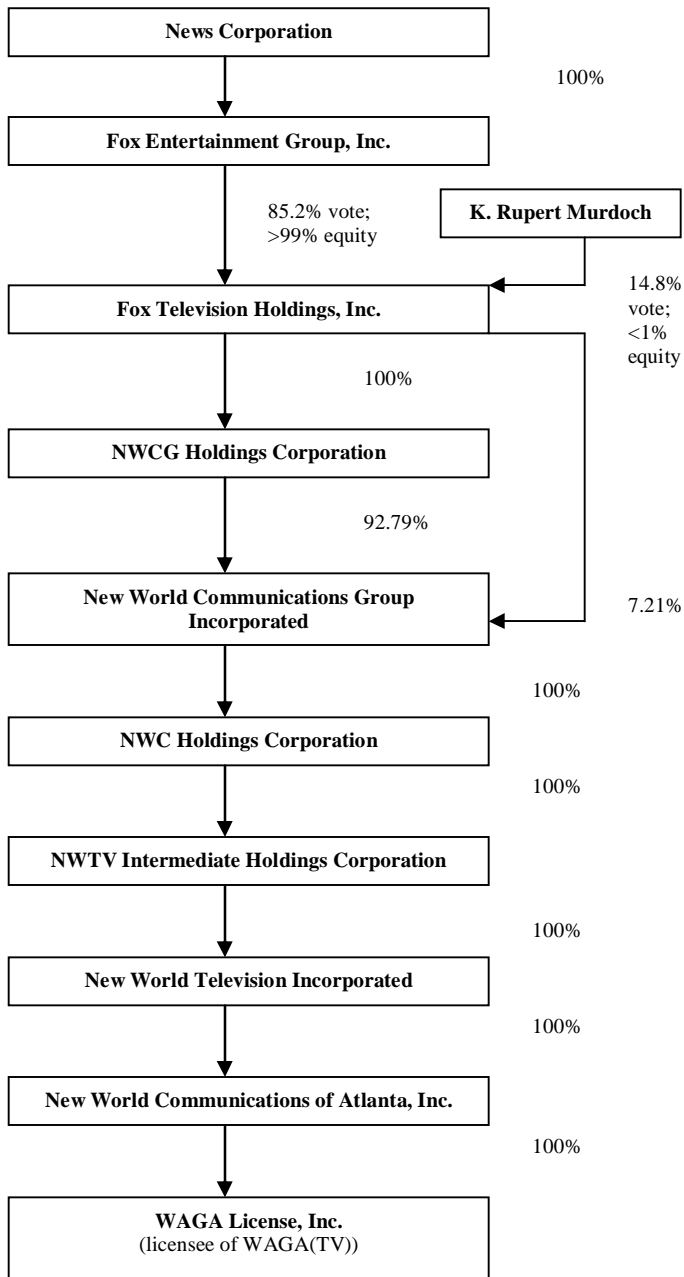 News Corporation
100%
Fox Entertainment Group, Inc.
85.2% vote;
>99% equity
K. Rupert Murdoch
Fox Television Holdings, Inc.
14.8%
vote;
<1%
equity
100%
NWCG Holdings Corporation
92.79%
New World Communications Group
Incorporated
7.21%
100%
NWC Holdings Corporation
100%
NWTV Intermediate Holdings Corporation
100%
New World Television Incorporated
100%
New World Communications of Atlanta, Inc.
100%
WAGA License, Inc.
(licensee of WAGA(TV))